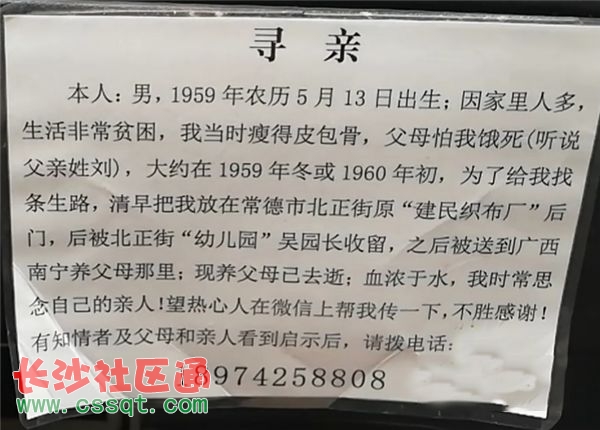 寻 亲
本人：男，1959年农历5月13日出生；因家里人多，
生活非常贫困，我当时瘦得皮包骨，父母怕我饿死(听说
父亲姓刘)，大约在1959年冬或1960年初，为了给我找
条生路，清早把我放在常德市北正街原“建民织布厂”后
门，后被北正街“幼儿园”吴园长收留，之后被送到广西
南宁养父母那里；现养父母已去逝；血浓于水，我时常思
念自己的亲人！望热心人在微信上帮我传一下，不胜感谢！
有知情者及父母和亲人看到启示后，请拨电话：
18974258808
长沙社区通
www.cssqt.com